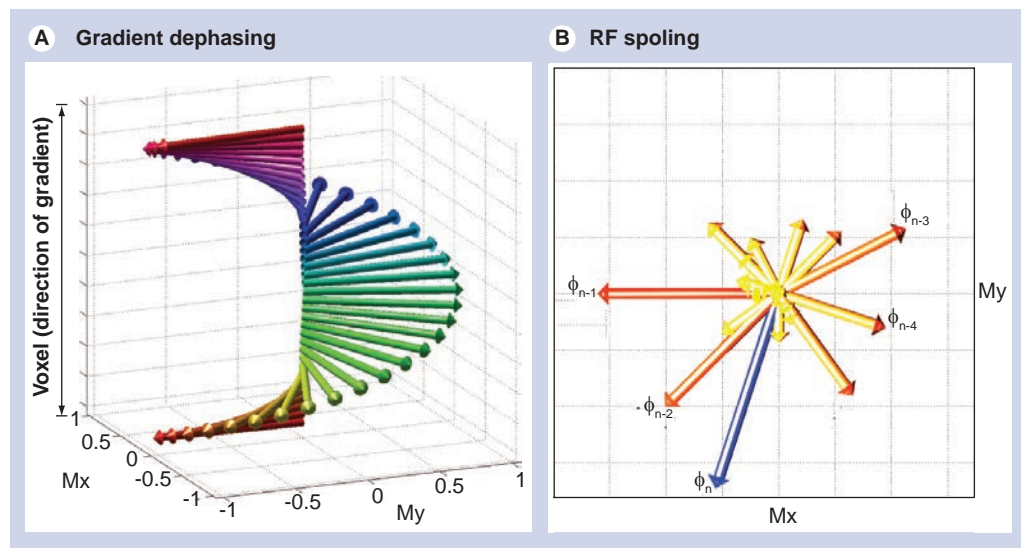 A Gradient dephasing
Voxel (direction of gradient)
1
0.5
0
-0.5
-1
Mx
-1
-0.5
0
0.5
1
My
B RF spoling
ϕn-3
ϕn-1
My
ϕn-4
ϕn-2
ϕn
Mx